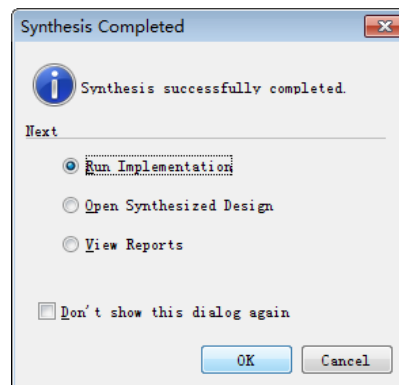 Synthesis Completed
Synthesis successfully completed.
Next
Run Implementation
Open Synthesized Design
View Reports
Don't show this dialog again
OK
Cancel